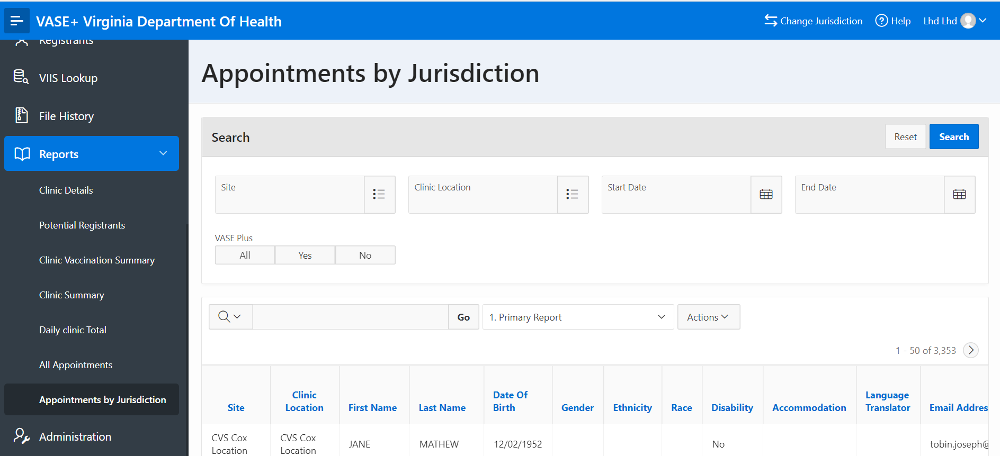 VASE+ Virginia Department Of Health
Change Jurisdiction
Help
Lhd Lhd
Registrants
VIIS Lookup
File History
Reports
Clinic Details
Potential Registrants
Clinic Vaccination Summary
Clinic Summary
Daily clinic Total
All Appointments
Appointments by Jurisdiction
Administration
Appointments by Jurisdiction
Search
Reset
Search
Site
Clinic Location
Start Date
End Date
VASE Plus
All
Yes
No
Go
1. Primary Report
Actions
1 - 50 of 3,353
Site
Clinic
Location
First Name
Last Name
Date Of
Birth
Gender
Ethnicity
Race
Disability
Accommodation
Language
Translator
Email Addres
CVS Cox
Location
CVS Cox
Location
JANE
MATHEW
12/02/1952
No
tobin.joseph@